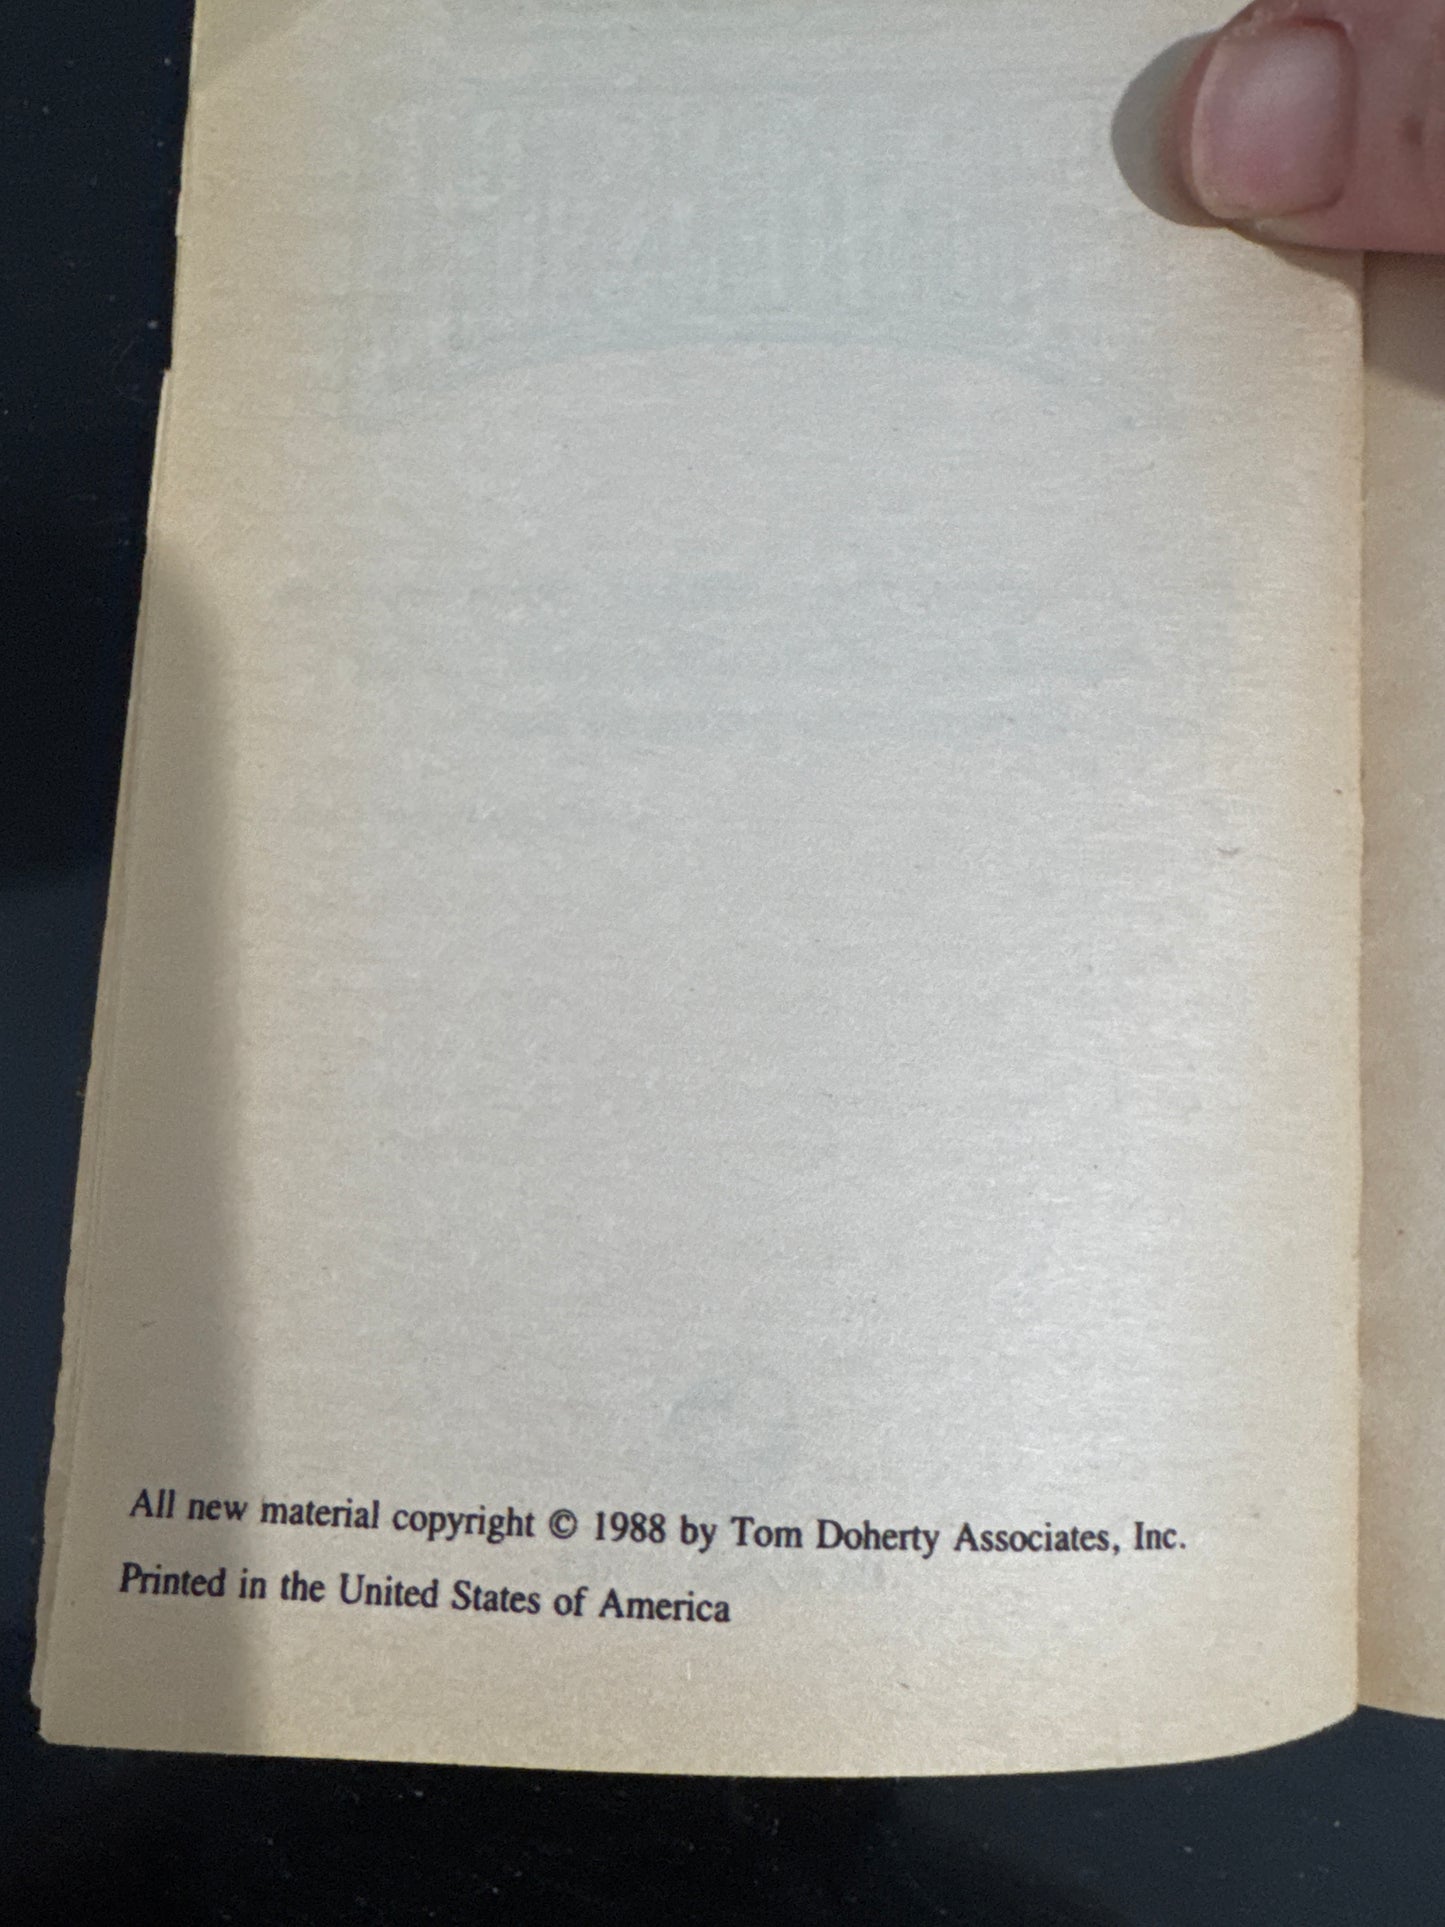 All new material copyright © 1988 by Tom Doherty Associates, Inc.
Printed in the United States of America